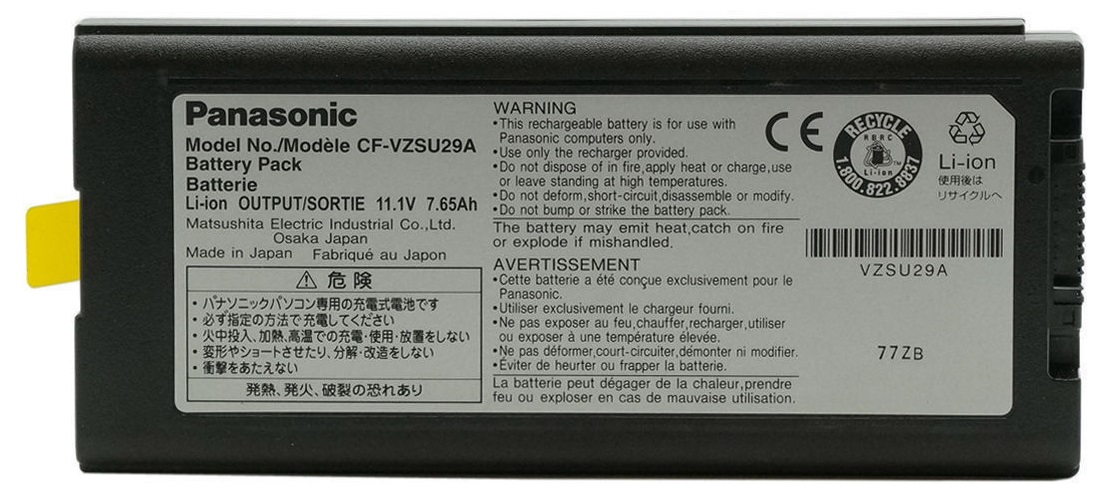 Panasonic
Model No./Modèle CF-VZSU29A
Battery Pack
Batterie
Li-ion OUTPUT/SORTIE 11.1V 7.65Ah
Matsushita Electric Industrial Co.,Ltd.
Osaka Japan
Made in Japan Fabriqué au Japon
⚠ 危険
・パナソニックパソコン専用の充電式電池です
・必ず指定の方法で充電してください
・火中投入、加熱、高温での充電・使用・放置をしない
・変形やショートさせたり、分解・改造をしない
・衝撃をあたえない
発熱、発火、破裂の恐れあり
WARNING
•This rechargeable battery is for use with
Panasonic computers only.
•Use only the recharger provided.
•Do not dispose of in fire,apply heat or charge,use
or leave standing at high temperatures.
•Do not deform,short-circuit,disassemble or modify.
•Do not bump or strike the battery pack.
The battery may emit heat,catch on fire
or explode if mishandled.
AVERTISSEMENT
•Cette batterie a été conçue exclusivement pour le
Panasonic.
•Utiliser exclusivement le chargeur fourni.
•Ne pas exposer au feu,chauffer,recharger,utiliser
ou exposer à une température élevée.
•Ne pas déformer,court-circuiter,démonter ni modifier.
•Éviter de heurter ou frapper la batterie.
La batterie peut dégager de la chaleur,prendre
feu ou exploser en cas de mauvaise utilisation.
CE
RECYCLE
RBRC
TM
Li-ion
1.800.822.8837
Li-ion
使用後は
リサイクルへ
VZSU29A
77ZB